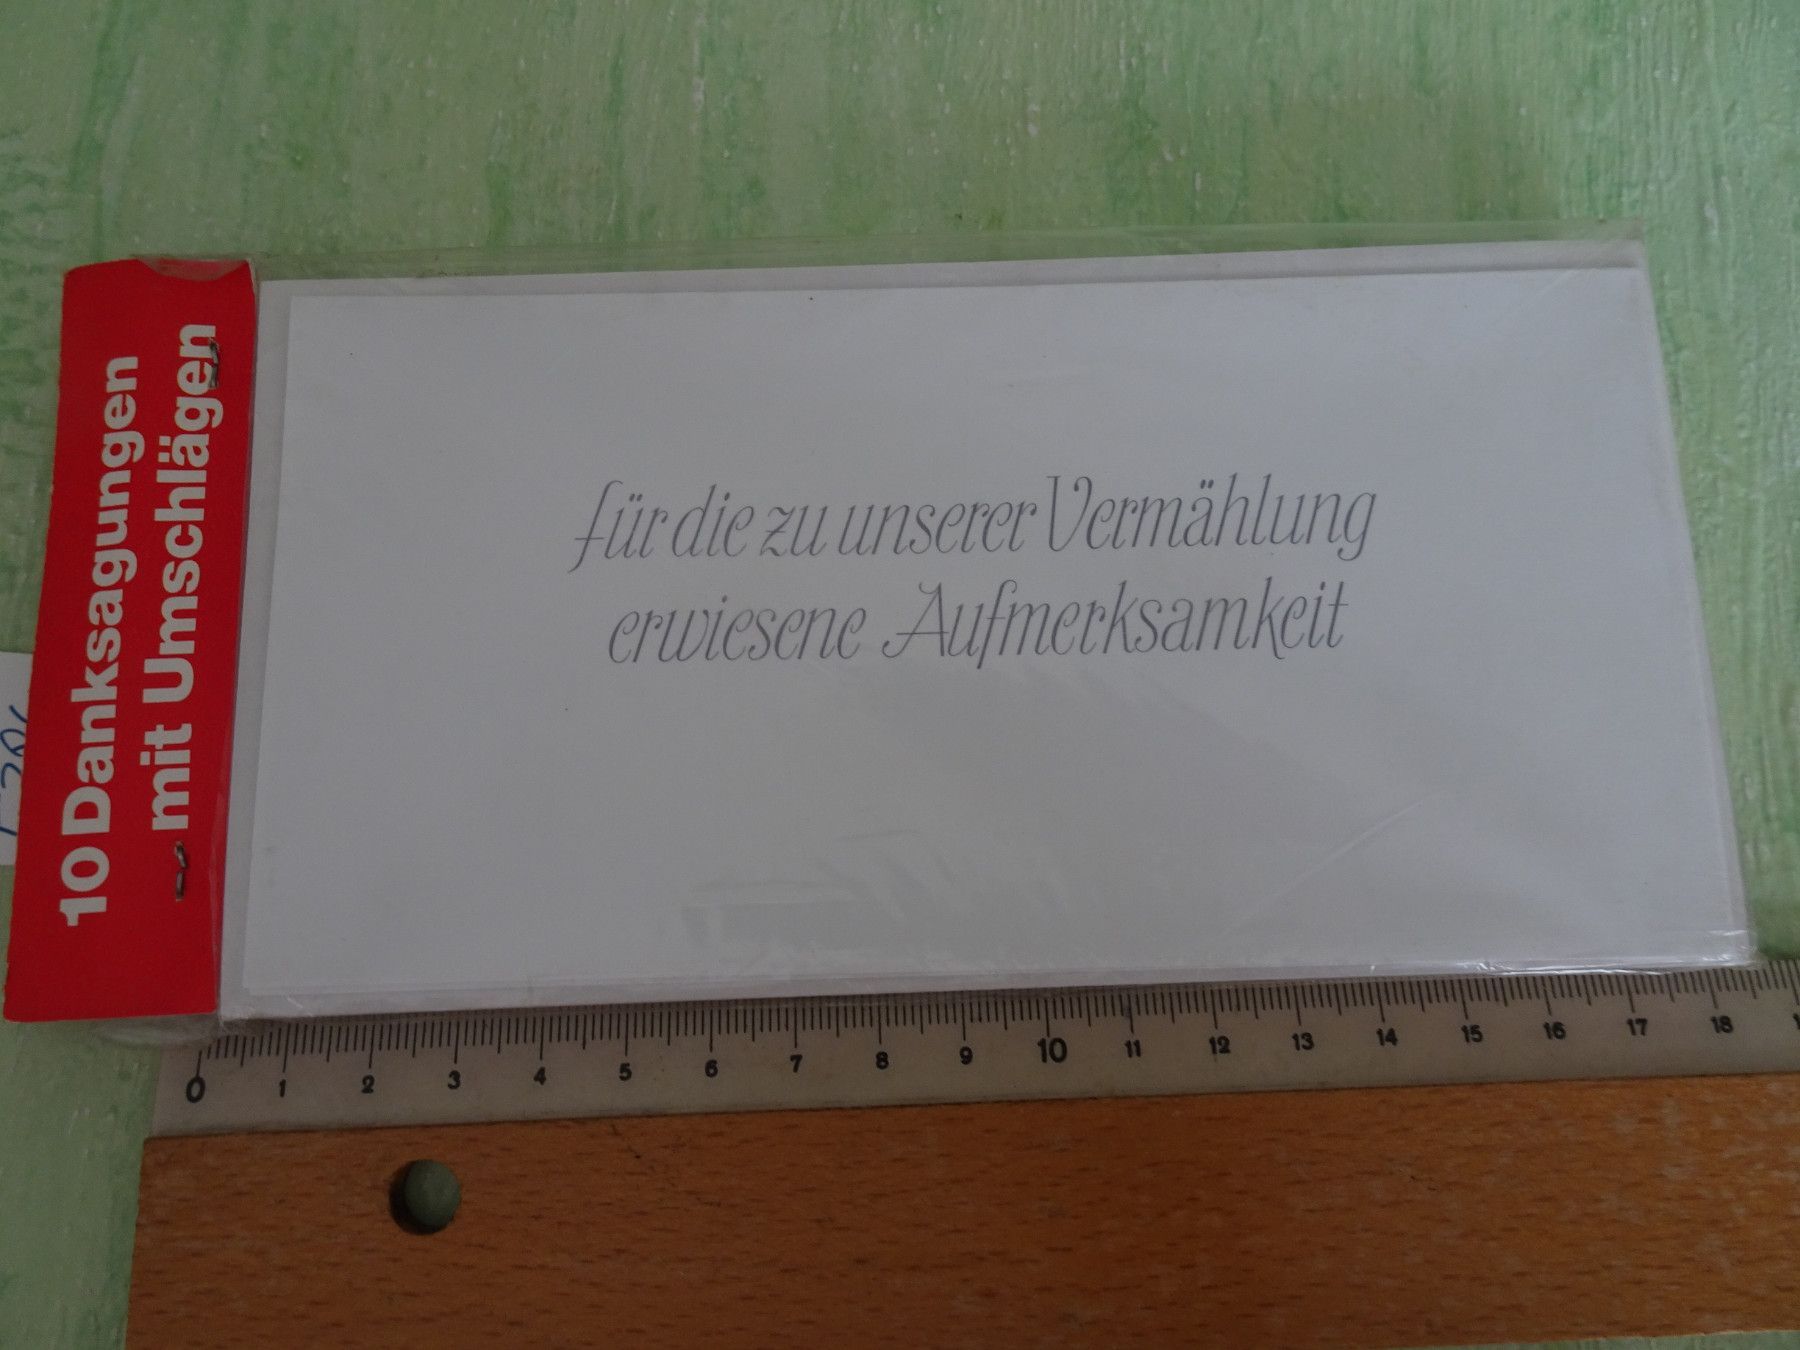 10 Danksagungen
mit Umschlägen
für die zu unserer Vermählung
erwiesene Aufmerksamkeit
0 1 2 3 4 5 6 7 8 9 10 11 12 13 14 15 16 17 18